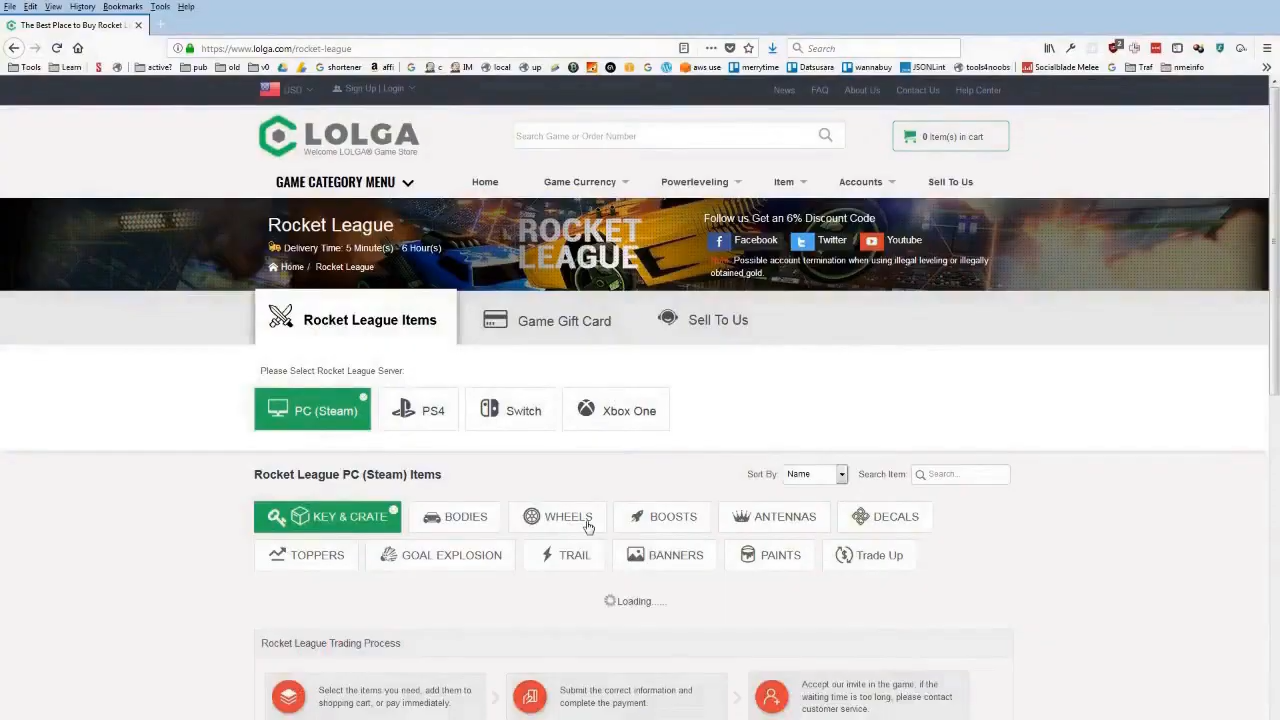 File Edit View History Bookmarks Tools Help
The Best Place to Buy Rocket L
https://www.lolga.com/rocket-league
Search
Tools Learn active? pub old v0 shortener affi c IM local up aws use merrytime Datsusara wannabuy JSONLint tools4noobs Socialblade Melee Traf nmeinfo
USD Sign Up | Login News FAQ About Us Contact Us Help Center
LOLGA
Welcome LOLGA® Game Store
Search Game or Order Number
0 Item(s) in cart
GAME CATEGORY MENU Home Game Currency Powerleveling Item Accounts Sell To Us
Rocket League
Delivery Time: 5 Minute(s) - 6 Hour(s)
Home / Rocket League
ROCKET
LEAGUE
Follow us Get an 6% Discount Code
Facebook Twitter Youtube
Possible account termination when using illegal leveling or illegally
obtained gold.
Rocket League Items Game Gift Card Sell To Us
Please Select Rocket League Server:
PC (Steam) PS4 Switch Xbox One
Rocket League PC (Steam) Items
Sort By: Name Search Item: Search...
KEY & CRATE BODIES WHEELS BOOSTS ANTENNAS DECALS
TOPPERS GOAL EXPLOSION TRAIL BANNERS PAINTS Trade Up
Loading......
Rocket League Trading Process
Select the items you need, add them to
shopping cart, or pay immediately.
Submit the correct information and
complete the payment.
Accept our invite in the game, if the
waiting time is too long, please contact
customer service.